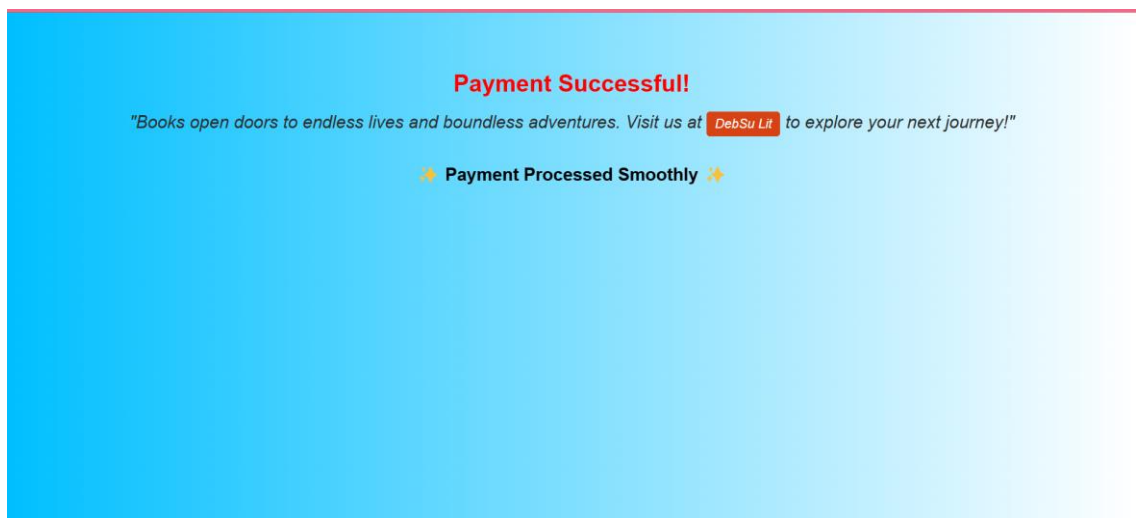 Payment Successful!
"Books open doors to endless lives and boundless adventures. Visit us at DebSu Lit to explore your next journey!"
✨ Payment Processed Smoothly ✨